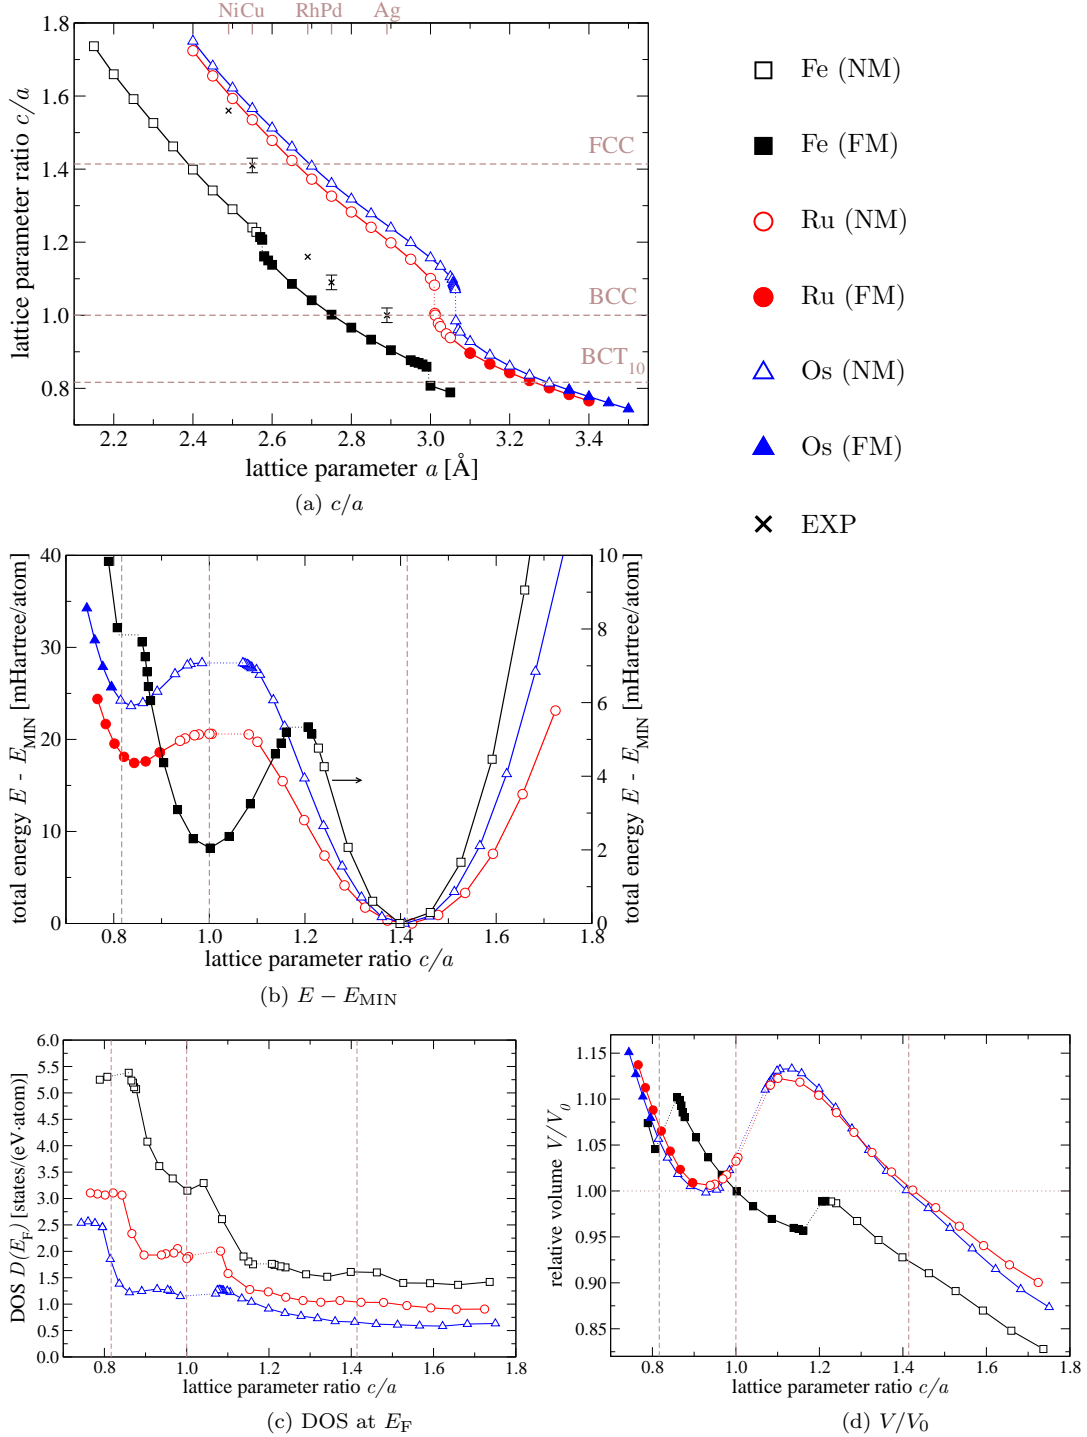 NiCu RhPd Ag
1.8
1.6
1.4
1.2
1.0
0.8
lattice parameter ratio c/a
FCC
BCC
BCT10
2.2 2.4 2.6 2.8 3.0 3.2 3.4
lattice parameter a [Å]
(a) c/a
Fe (NM)
Fe (FM)
Ru (NM)
Ru (FM)
Os (NM)
Os (FM)
EXP
40
30
20
10
0
total energy E - EMIN [mHartree/atom]
10
8
6
4
2
0
total energy E - EMIN [mHartree/atom]
0.8 1.0 1.2 1.4 1.6 1.8
lattice parameter ratio c/a
(b) E − EMIN
6.0
5.5
5.0
4.5
4.0
3.5
3.0
2.5
2.0
1.5
1.0
0.5
0.0
DOS D(EF) [states/(eV·atom)]
0.8 1.0 1.2 1.4 1.6 1.8
lattice parameter ratio c/a
(c) DOS at EF
1.15
1.10
1.05
1.00
0.95
0.90
0.85
relative volume V/V0
0.8 1.0 1.2 1.4 1.6 1.8
lattice parameter ratio c/a
(d) V/V0